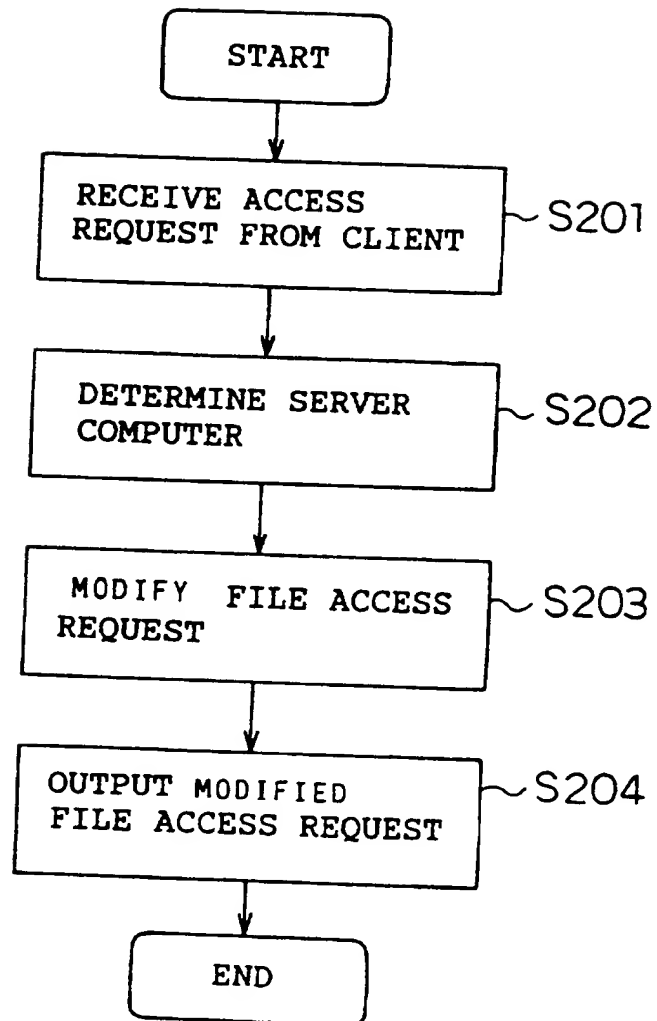 START
RECEIVE ACCESS
REQUEST FROM CLIENT
S201
DETERMINE SERVER
COMPUTER
S202
MODIFY FILE ACCESS
REQUEST
S203
OUTPUT MODIFIED
FILE ACCESS REQUEST
S204
END